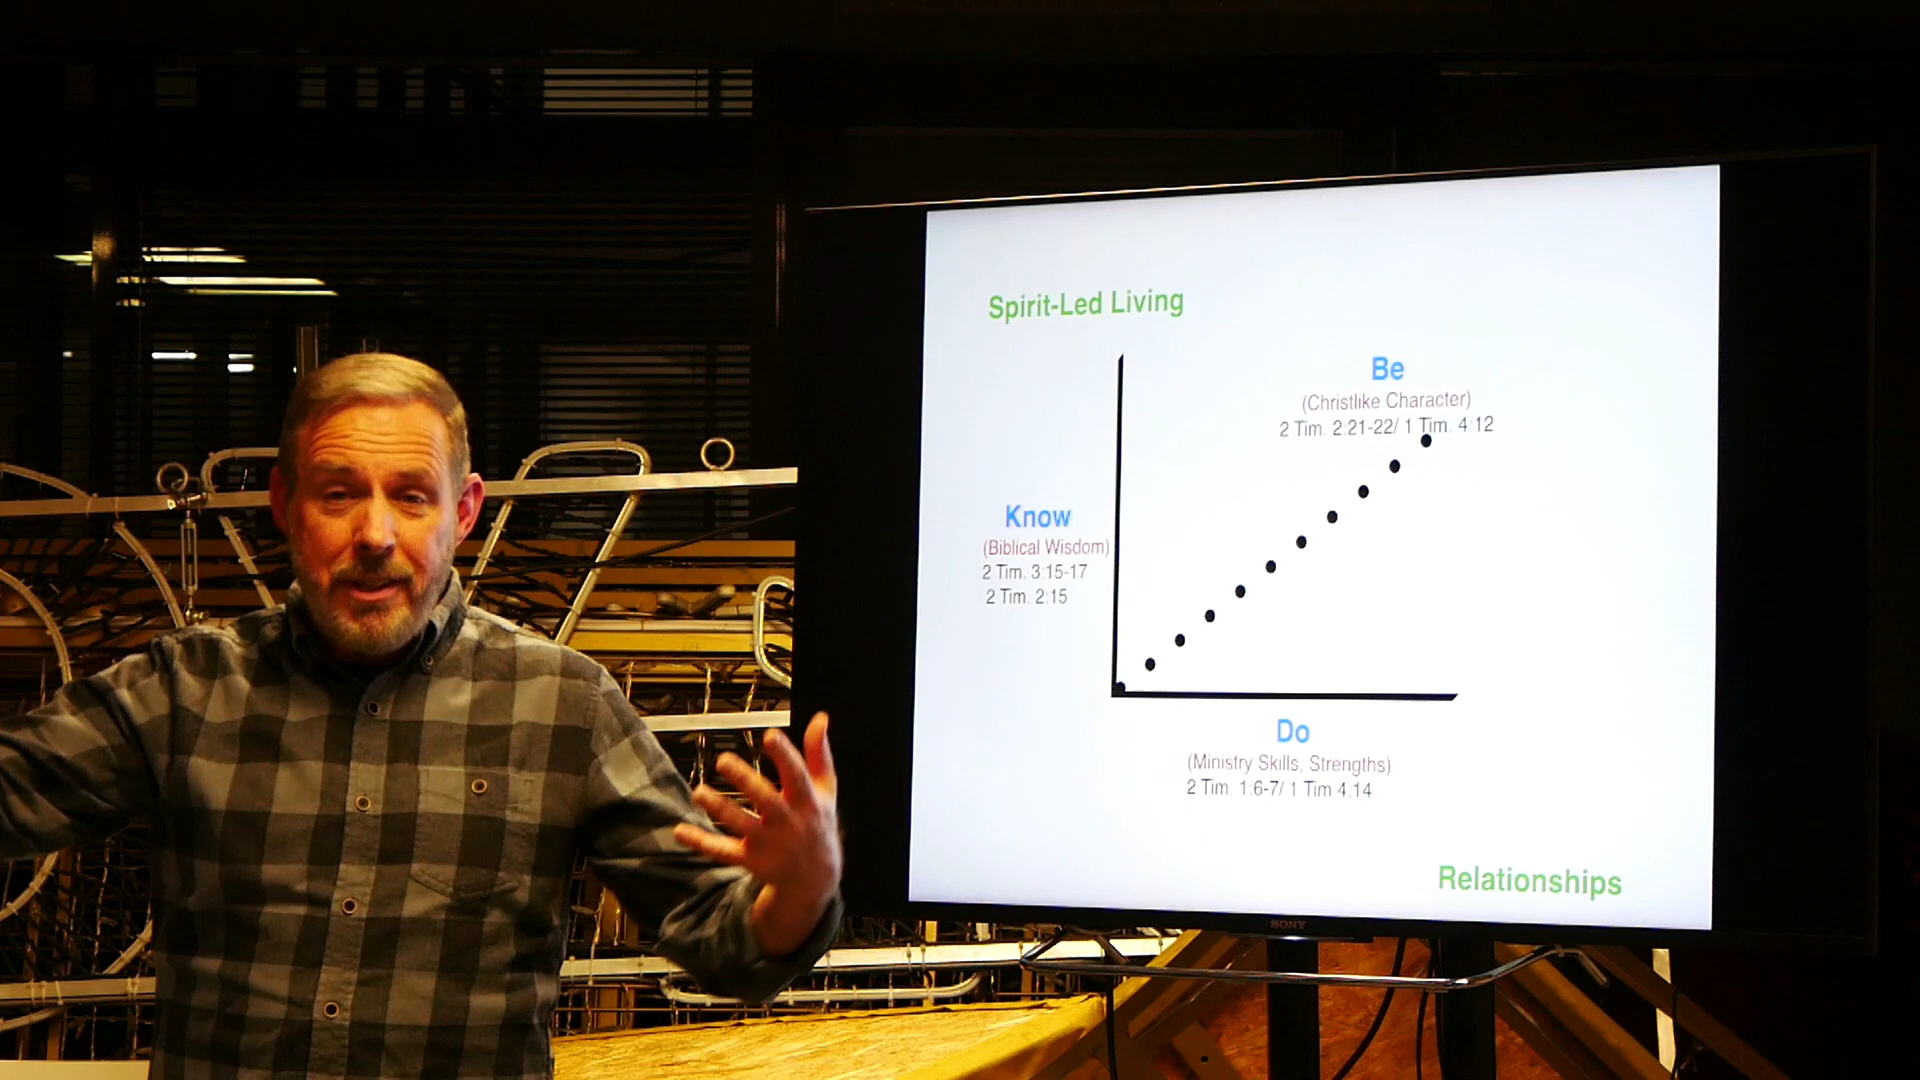 Spirit-Led Living
Be
(Christlike Character)
2 Tim. 2:21-22/ 1 Tim. 4:12
Know
(Biblical Wisdom)
2 Tim. 3:15-17
2 Tim. 2:15
Do
(Ministry Skills, Strengths)
2 Tim. 1:6-7/ 1 Tim 4:14
Relationships
SONY